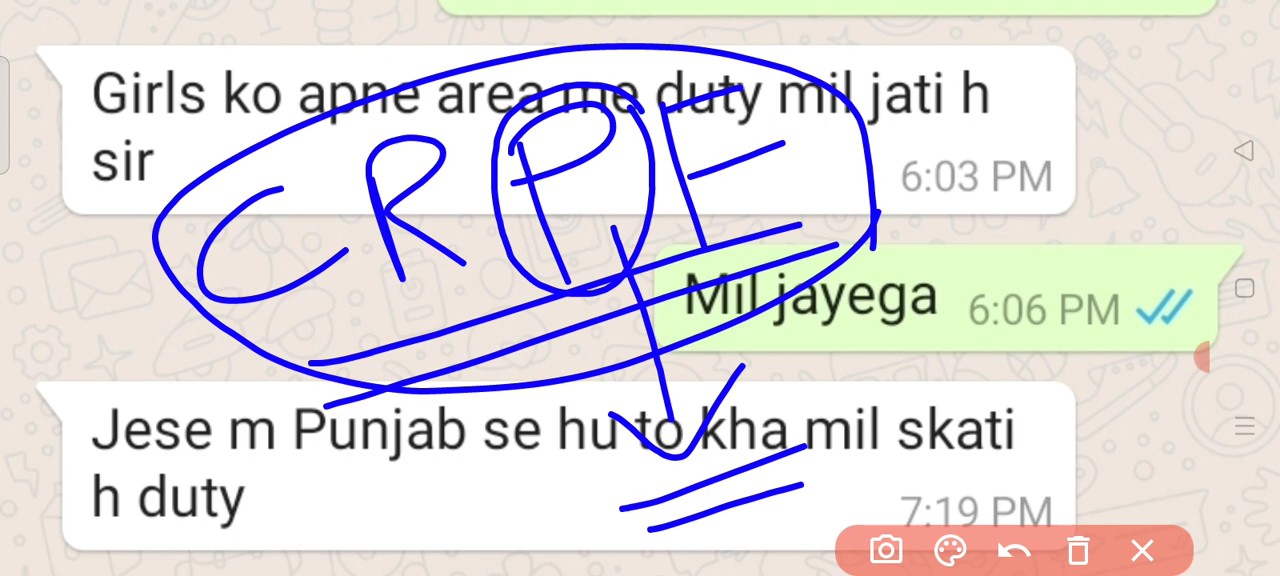 Girls ko apne area me duty mil jati h
sir
6:03 PM
CRPF
Mil jayega
6:06 PM
Jese m Punjab se hu to kha mil skati
h duty
7:19 PM